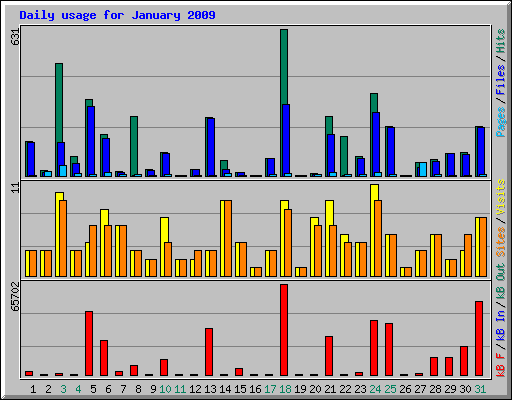 Daily usage for January 2009
631
11
65702
Pages / Files / Hits
Sites / Visits
kB F / kB In / kB Out
1 2 3 4 5 6 7 8 9 10 11 12 13 14 15 16 17 18 19 20 21 22 23 24 25 26 27 28 29 30 31